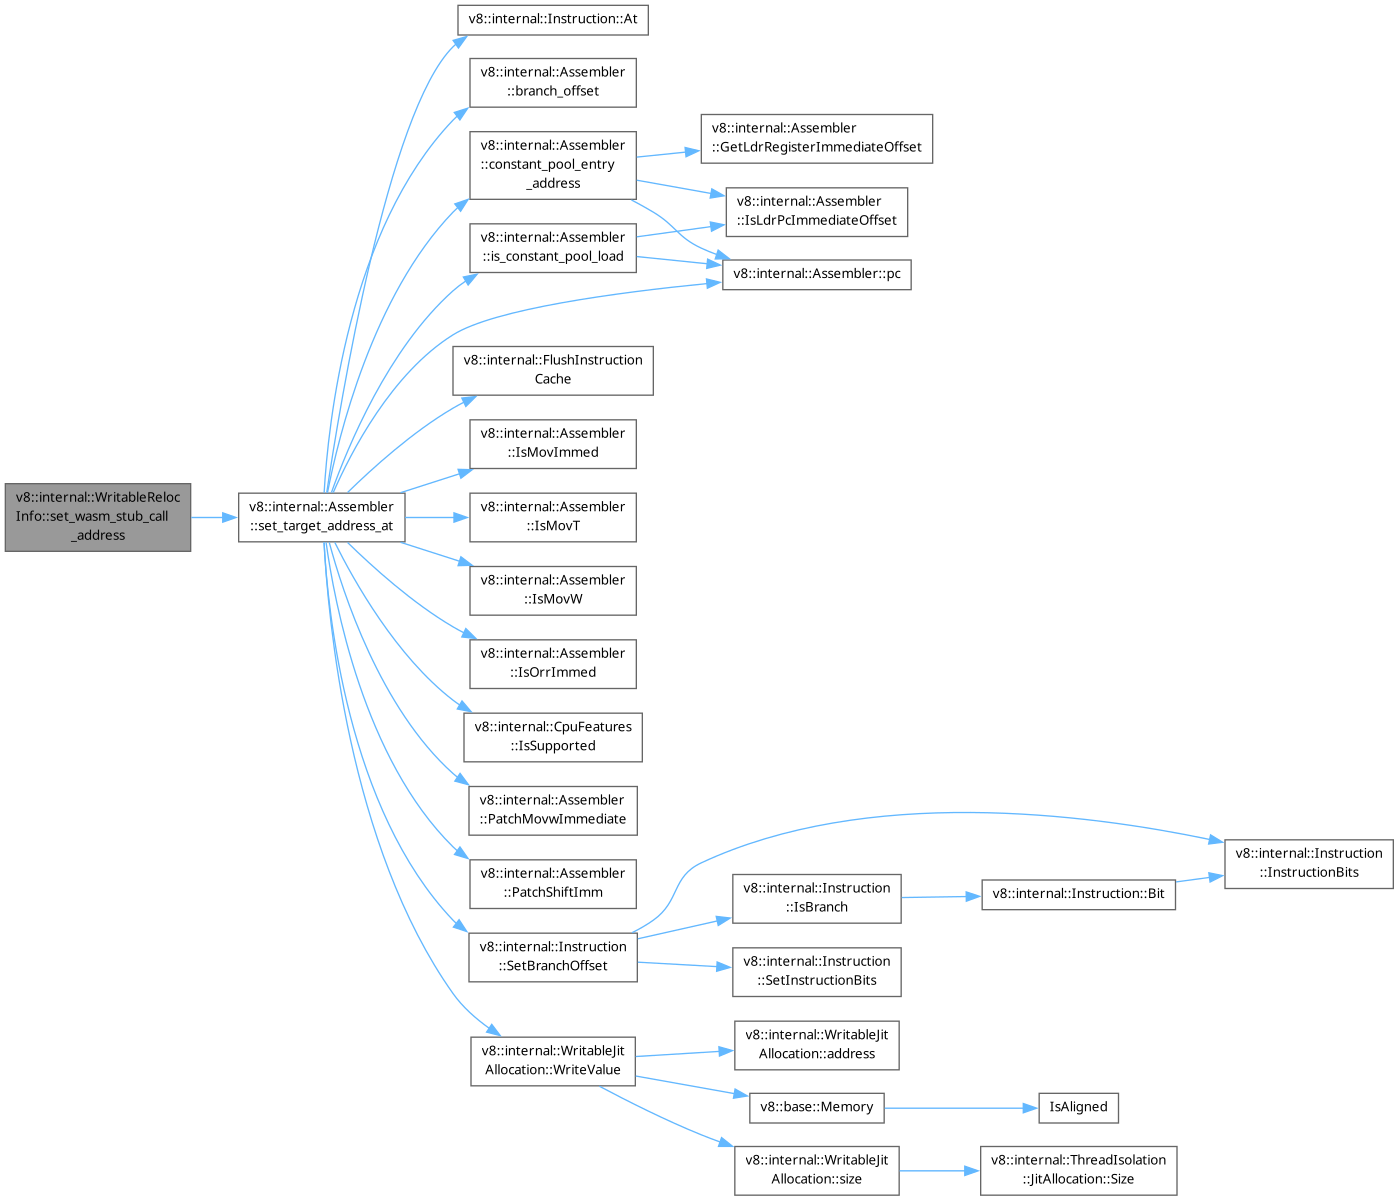 v8::internal::WritableReloc
Info::set_wasm_stub_call
_address
v8::internal::Assembler
::set_target_address_at
v8::internal::Instruction::At
v8::internal::Assembler
::branch_offset
v8::internal::Assembler
::constant_pool_entry
_address
v8::internal::Assembler
::GetLdrRegisterImmediateOffset
v8::internal::Assembler
::IsLdrPcImmediateOffset
v8::internal::Assembler
::is_constant_pool_load
v8::internal::Assembler::pc
v8::internal::FlushInstruction
Cache
v8::internal::Assembler
::IsMovImmed
v8::internal::Assembler
::IsMovT
v8::internal::Assembler
::IsMovW
v8::internal::Assembler
::IsOrrImmed
v8::internal::CpuFeatures
::IsSupported
v8::internal::Assembler
::PatchMovwImmediate
v8::internal::Assembler
::PatchShiftImm
v8::internal::Instruction
::SetBranchOffset
v8::internal::Instruction
::IsBranch
v8::internal::Instruction::Bit
v8::internal::Instruction
::InstructionBits
v8::internal::Instruction
::SetInstructionBits
v8::internal::WritableJit
Allocation::WriteValue
v8::internal::WritableJit
Allocation::address
v8::base::Memory
IsAligned
v8::internal::WritableJit
Allocation::size
v8::internal::ThreadIsolation
::JitAllocation::Size